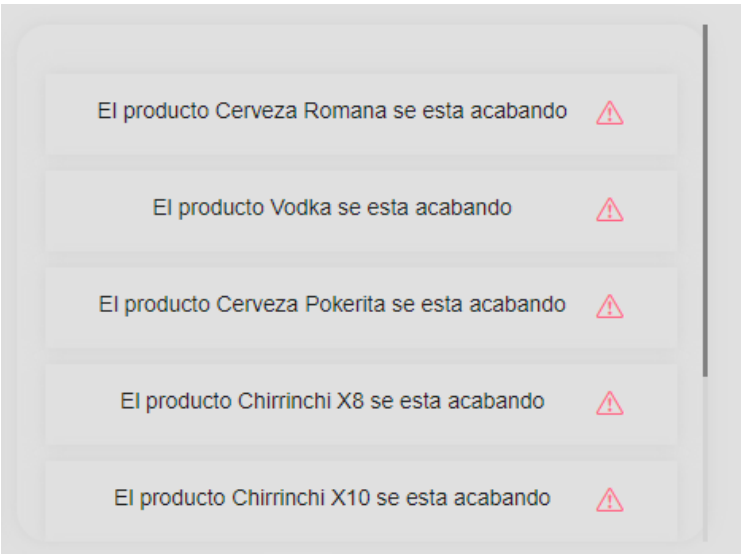 El producto Cerveza Romana se esta acabando
El producto Vodka se esta acabando
El producto Cerveza Pokerita se esta acabando
El producto Chirrinchi X8 se esta acabando
El producto Chirrinchi X10 se esta acabando